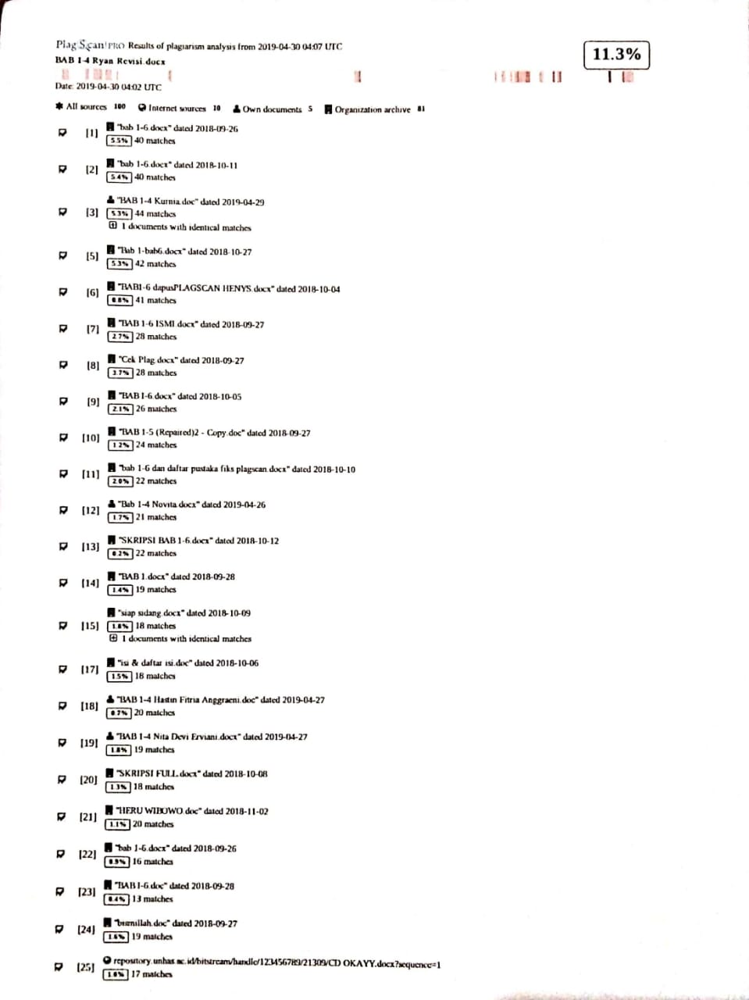 PlagScan PRO Results of plagiarism analysis from 2019-04-30 04:07 UTC
11.3%
BAB 1-4 Ryan Revisi.docx
Date: 2019-04-30 04:02 UTC
All sources 100 Internet sources 10 Own documents 5 Organization archive 81
[1] "bab 1-6.docx" dated 2018-09-26
5.5% 40 matches
[2] "bab 1-6.docx" dated 2018-10-11
5.4% 40 matches
[3] "BAB 1-4 Kurnia.doc" dated 2019-04-29
5.3% 44 matches
1 documents with identical matches
[5] "Bab 1-bab6.docx" dated 2018-10-27
5.3% 42 matches
[6] "BAB1-6 dapusPLAGSCAN HENYS.docx" dated 2018-10-04
41 matches
[7] "BAB 1-6 ISMI.docx" dated 2018-09-27
2.7% 28 matches
[8] "Cek Plag.docx" dated 2018-09-27
28 matches
[9] "BAB 1-6.docx" dated 2018-10-05
2.1% 26 matches
[10] "BAB 1-5 (Repaired)2 - Copy.doc" dated 2018-09-27
1.2% 24 matches
[11] "bab 1-6 dan daftar pustaka fiks plagscan.docx" dated 2018-10-10
2.0% 22 matches
[12] "Bab 1-4 Novita.docx" dated 2019-04-26
1.7% 21 matches
[13] "SKRIPSI BAB 1-6.docx" dated 2018-10-12
0.2% 22 matches
[14] "BAB 1.docx" dated 2018-09-28
1.4% 19 matches
[15] "siap sidang.docx" dated 2018-10-09
1.8% 18 matches
1 documents with identical matches
[17] "isi & daftar isi.doc" dated 2018-10-06
1.5% 18 matches
[18] "BAB 1-4 Hastin Fitria Anggraeni.doc" dated 2019-04-27
0.7% 20 matches
[19] "BAB 1-4 Nita Devi Erviani.docx" dated 2019-04-27
1.8% 19 matches
[20] "SKRIPSI FULL.docx" dated 2018-10-08
1.3% 18 matches
[21] "HERU WIBOWO.doc" dated 2018-11-02
1.1% 20 matches
[22] "bab 1-6.docx" dated 2018-09-26
0.9% 16 matches
[23] "BAB 1-6.doc" dated 2018-09-28
0.4% 13 matches
[24] "bismillah.doc" dated 2018-09-27
1.6% 19 matches
[25] repository.unhas.ac.id/bitstream/handle/123456789/21309/CD OKAYY.docx?sequence=1
1.0% 17 matches